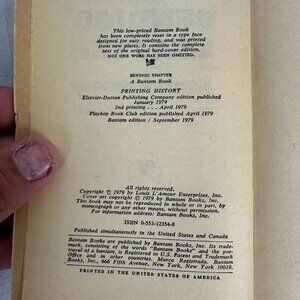 This low-priced Bantam Book
has been completely reset in a type face
designed for easy reading, and was printed
from new plates. It contains the complete
text of the original hard-cover edition.
NOT ONE WORD HAS BEEN OMITTED.
BENDIGO SHAFTER
A Bantam Book
PRINTING HISTORY
Elsevier-Dutton Publishing Company edition published
January 1979
2nd printing . . . April 1979
Playboy Book Club edition published April 1979
Bantam edition / September 1979
All rights reserved.
Copyright © 1979 by Louis L'Amour Enterprises, Inc.
Cover art copyright © 1979 by Bantam Books, Inc.
This book may not be reproduced in whole or in part, by
mimeograph or any other means, without permission.
For information address: Bantam Books, Inc.
ISBN 0-553-12354-8
Published simultaneously in the United States and Canada
Bantam Books are published by Bantam Books, Inc. Its trade-
mark, consisting of the words "Bantam Books" and the por-
trayal of a bantam, is Registered in U.S. Patent and Trademark
Office and in other countries. Marca Registrada. Bantam
Books, Inc., 666 Fifth Avenue, New York, New York 10019.
PRINTED IN THE UNITED STATES OF AMERICA